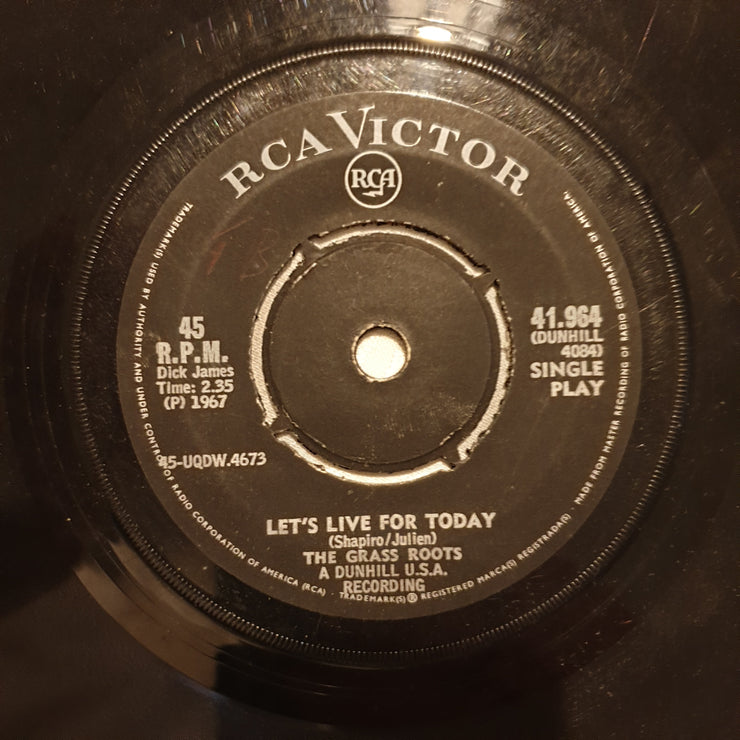 RCA VICTOR
RCA
45
R.P.M.
Dick James
TIME: 2.35
(P) 1967
45-UQDW.4673
41.964
(DUNHILL
4084)
SINGLE
PLAY
LET'S LIVE FOR TODAY
(Shapiro/Julien)
THE GRASS ROOTS
A DUNHILL U.S.A.
RECORDING
TRADEMARK(S) USED BY AUTHORITY AND UNDER CONTROL OF RADIO CORPORATION OF AMERICA (RCA) - TRADEMARK(S) ® REGISTERED MARCA(S) REGISTRADA(S) - MADE FROM MASTER RECORDING OF RADIO CORPORATION OF AMERICA.